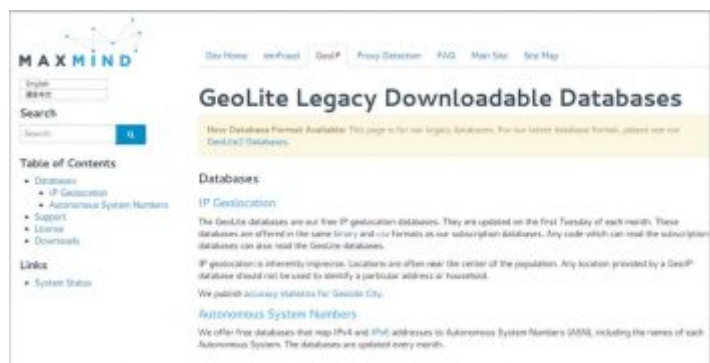 MAXMIND
English
简体中文
Search
Search
Table of Contents
Databases
IP Geolocation
Autonomous System Numbers
Support
License
Downloads
Links
System Status
Dev Home minFraud GeoIP Proxy Detection FAQ Main Site Site Map
GeoLite Legacy Downloadable Databases
New Database Format Available: This page is for our legacy databases. For our latest database format, please see our
GeoLite2 Databases.
Databases
IP Geolocation
The GeoLite databases are our free IP geolocation databases. They are updated on the first Tuesday of each month. These
databases are offered in the same binary and csv formats as our subscription databases. Any code which can read the subscription
databases can also read the GeoLite databases.
IP geolocation is inherently imprecise. Locations are often near the center of the population. Any location provided by a GeoIP
database should not be used to identify a particular address or household.
We publish accuracy statistics for GeoLite City.
Autonomous System Numbers
We offer free databases that map IPv4 and IPv6 addresses to Autonomous System Numbers (ASN), including the names of each
Autonomous System. The databases are updated every month.